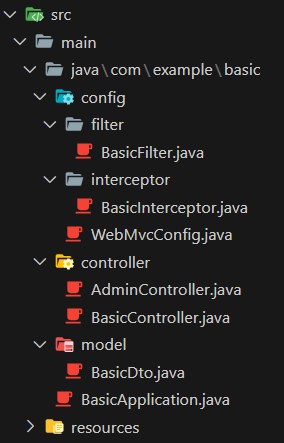 src
main
java\com\example\basic
config
filter
BasicFilter.java
interceptor
BasicInterceptor.java
WebMvcConfig.java
controller
AdminController.java
BasicController.java
model
BasicDto.java
BasicApplication.java
resources